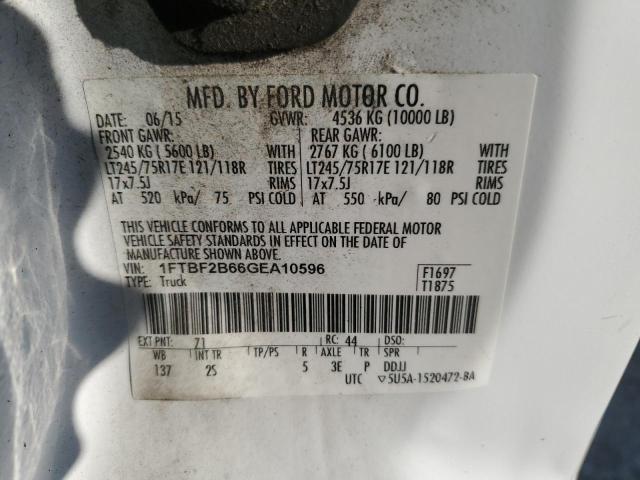 MFD. BY FORD MOTOR CO.
DATE: 06/15 GVWR: 4536 KG (10000 LB)
FRONT GAWR: REAR GAWR:
2540 KG ( 5600 LB) WITH 2767 KG ( 6100 LB) WITH
LT245/75R17E 121/118R TIRES LT245/75R17E 121/118R TIRES
17x7.5J RIMS 17x7.5J RIMS
AT 520 kPa/ 75 PSI COLD AT 550 kPa/ 80 PSI COLD
THIS VEHICLE CONFORMS TO ALL APPLICABLE FEDERAL MOTOR
VEHICLE SAFETY STANDARDS IN EFFECT ON THE DATE OF
MANUFACTURE SHOWN ABOVE.
VIN: 1FTBF2B66GEA10596 F1697
TYPE: Truck T1875
EXT PNT: Z1 RC: 44 DSO:
WB INT TR TP/PS R AXLE TR SPR
137 2S 5 3E P DDJJ
UTC ▽5U5A-1520472-BA